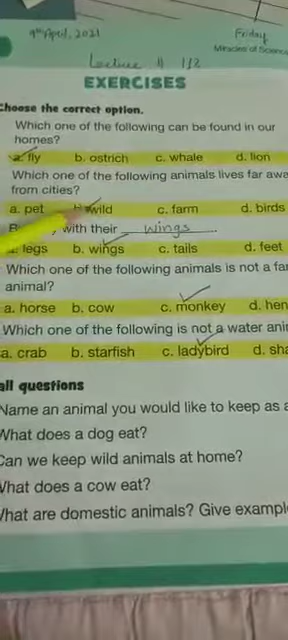 9th April, 2021
Friday
Miracles of Science
Lecture # 1/2
EXERCISES
Choose the correct option.
Which one of the following can be found in our
homes?
a. fly b. ostrich c. whale d. lion
Which one of the following animals lives far awa
from cities?
a. pet wild c. farm d. birds
with their wings
legs b. wings c. tails d. feet
Which one of the following animals is not a far
animal?
a. horse b. cow c. monkey d. hen
Which one of the following is not a water ani
a. crab b. starfish c. ladybird d. sha
all questions
Name an animal you would like to keep as a
What does a dog eat?
Can we keep wild animals at home?
What does a cow eat?
What are domestic animals? Give exampl